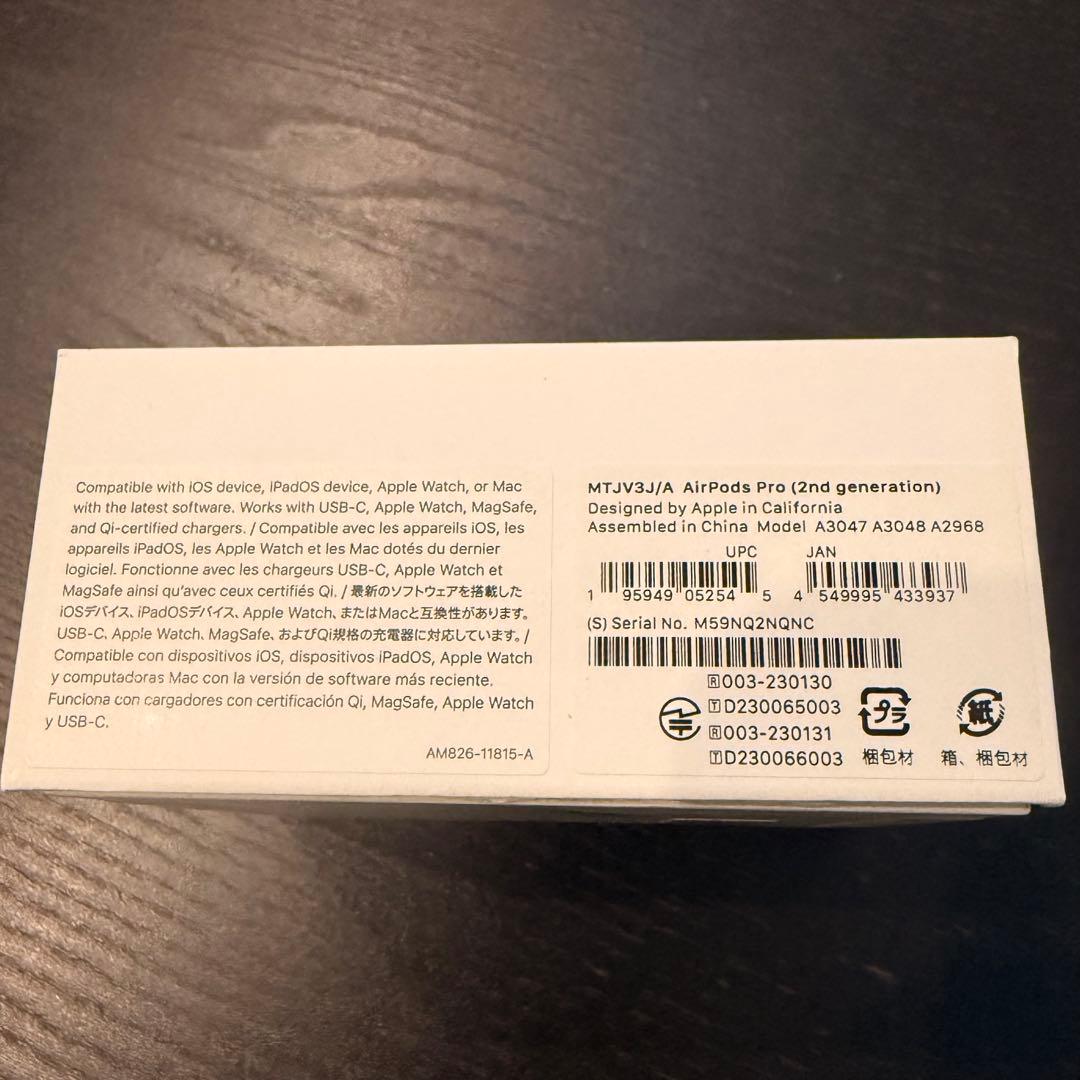 Compatible with iOS device, iPadOS device, Apple Watch, or Mac
with the latest software. Works with USB-C, Apple Watch, MagSafe,
and Qi-certified chargers. / Compatible avec les appareils iOS, les
appareils iPadOS, les Apple Watch et les Mac dotés du dernier
logiciel. Fonctionne avec les chargeurs USB-C, Apple Watch et
MagSafe ainsi qu'avec ceux certifiés Qi. / 最新のソフトウェアを搭載した
iOSデバイス、iPadOSデバイス、Apple Watch、またはMacと互換性があります。
USB-C、Apple Watch、MagSafe、およびQi規格の充電器に対応しています。/
Compatible con dispositivos iOS, dispositivos iPadOS, Apple Watch
y computadoras Mac con la versión de software más reciente.
Funciona con cargadores con certificación Qi, MagSafe, Apple Watch
y USB-C.
AM826-11815-A
MTJV3J/A AirPods Pro (2nd generation)
Designed by Apple in California
Assembled in China Model A3047 A3048 A2968
UPC JAN
1 95949 05254 5 4 549995 433937
(S) Serial No. M59NQ2NQNC
R 003-230130
T D230065003
R 003-231131
T D230066003
プラ
梱包材
紙
箱、梱包材